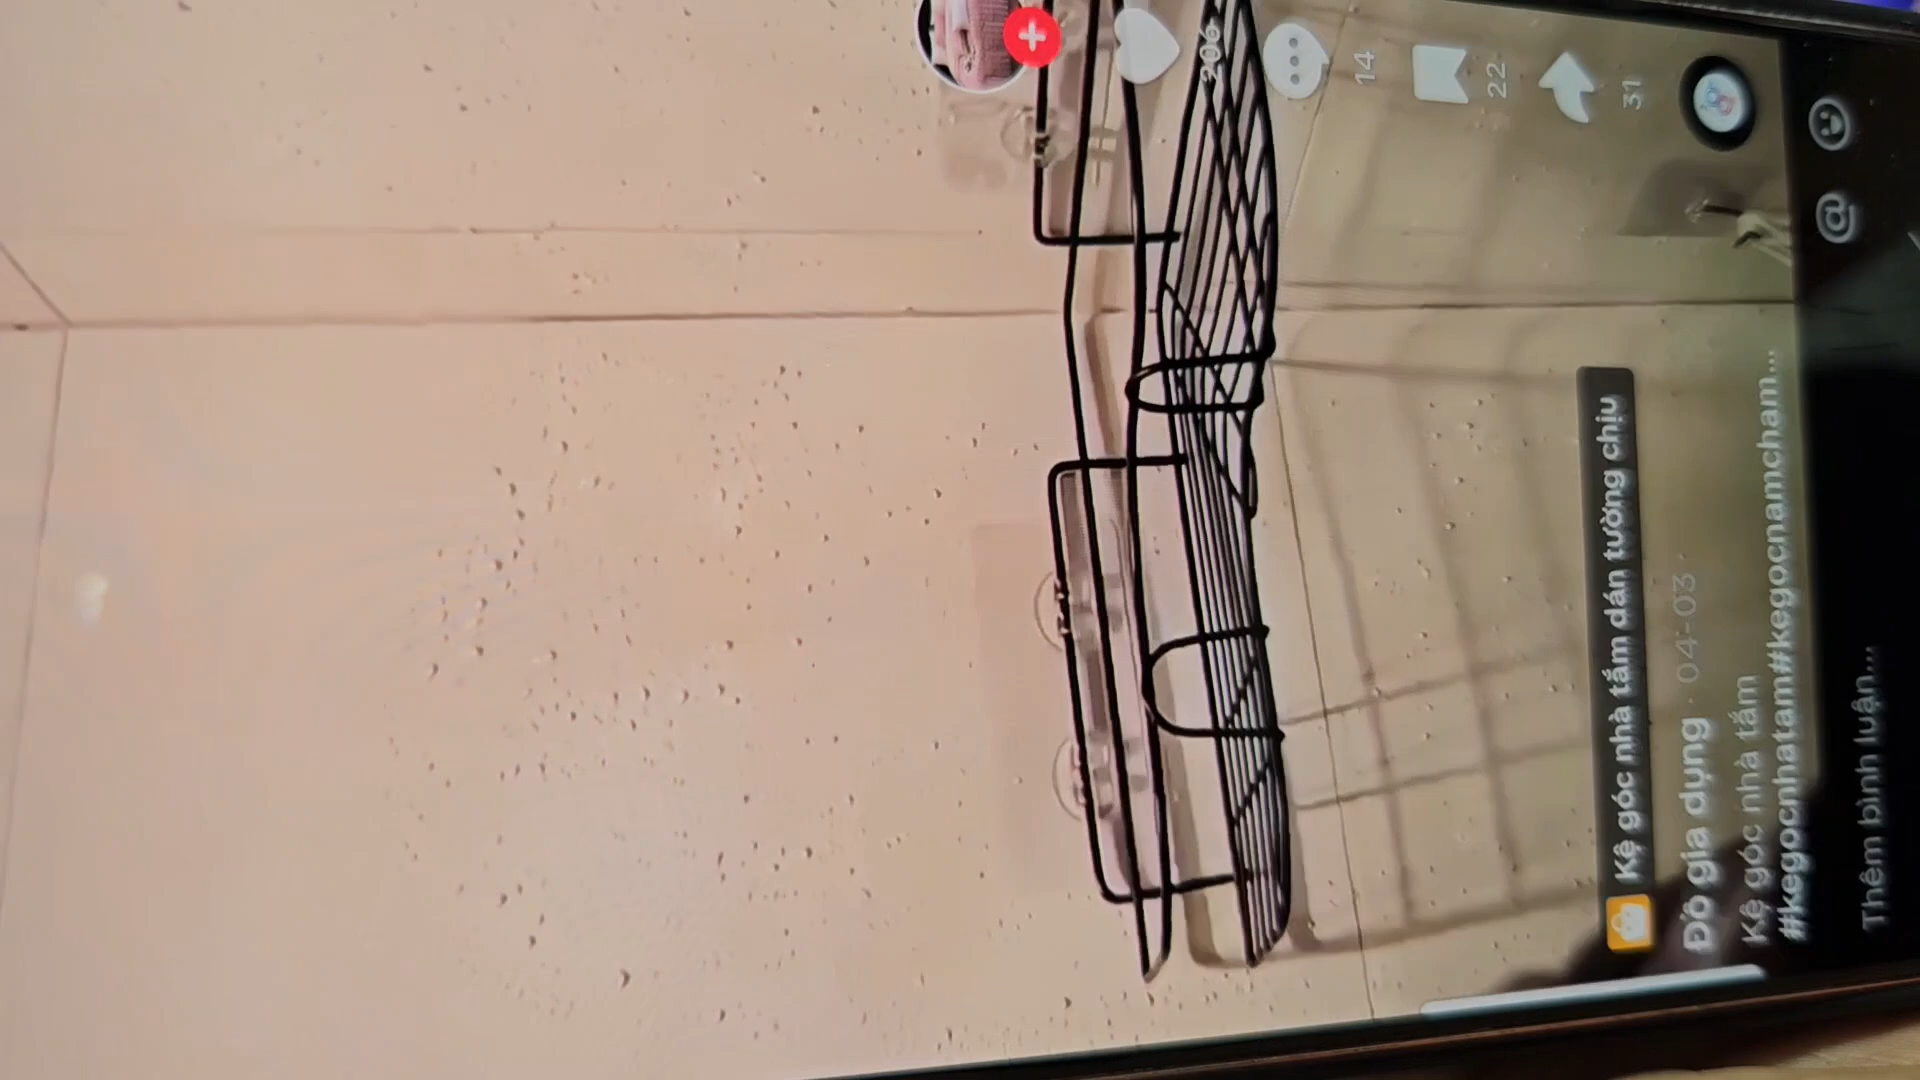 206
14
22
31
Kệ góc nhà tắm dán tường chịu
Đồ gia dụng · 04-03
Kệ góc nhà tắm
#kegocnhatam#kegocnamcham...
Thêm bình luận...